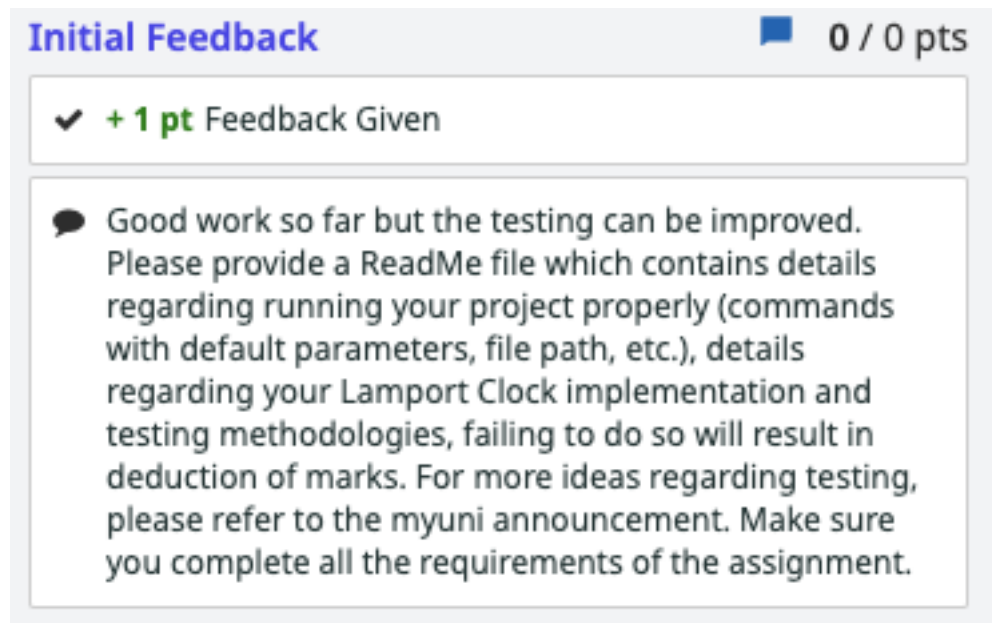 Initial Feedback 0 / 0 pts
+ 1 pt Feedback Given
Good work so far but the testing can be improved.
Please provide a ReadMe file which contains details
regarding running your project properly (commands
with default parameters, file path, etc.), details
regarding your Lamport Clock implementation and
testing methodologies, failing to do so will result in
deduction of marks. For more ideas regarding testing,
please refer to the myuni announcement. Make sure
you complete all the requirements of the assignment.